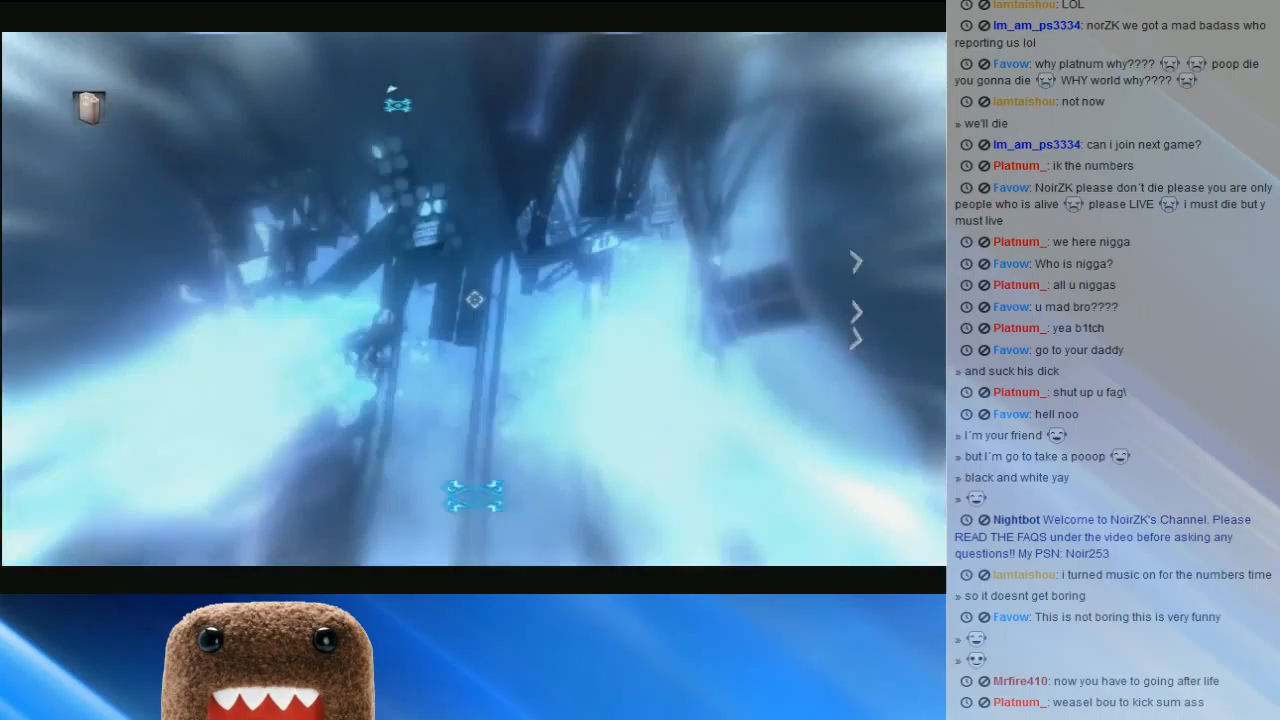 Iamtaishou: LOL
Im_am_ps3334: norZK we got a mad badass who
reporting us lol
Favow: why platnum why???? poop die
you gonna die WHY world why????
Iamtaishou: not now
» we'll die
Im_am_ps3334: can i join next game?
Platnum_: ik the numbers
Favow: NoirZK please don´t die please you are only
people who is alive please LIVE i must die but y
must live
Platnum_: we here nigga
Favow: Who is nigga?
Platnum_: all u niggas
Favow: u mad bro????
Platnum_: yea b1tch
Favow: go to your daddy
» and suck his dick
Platnum_: shut up u fag\
Favow: hell noo
» I´m your friend
» but I´m go to take a pooop
» black and white yay
»
Nightbot Welcome to NoirZK's Channel. Please
READ THE FAQS under the video before asking any
questions!! My PSN: Noir253
Iamtaishou: i turned music on for the numbers time
» so it doesnt get boring
Favow: This is not boring this is very funny
»
»
Mrfire410: now you have to going after life
Platnum_: weasel bou to kick sum ass